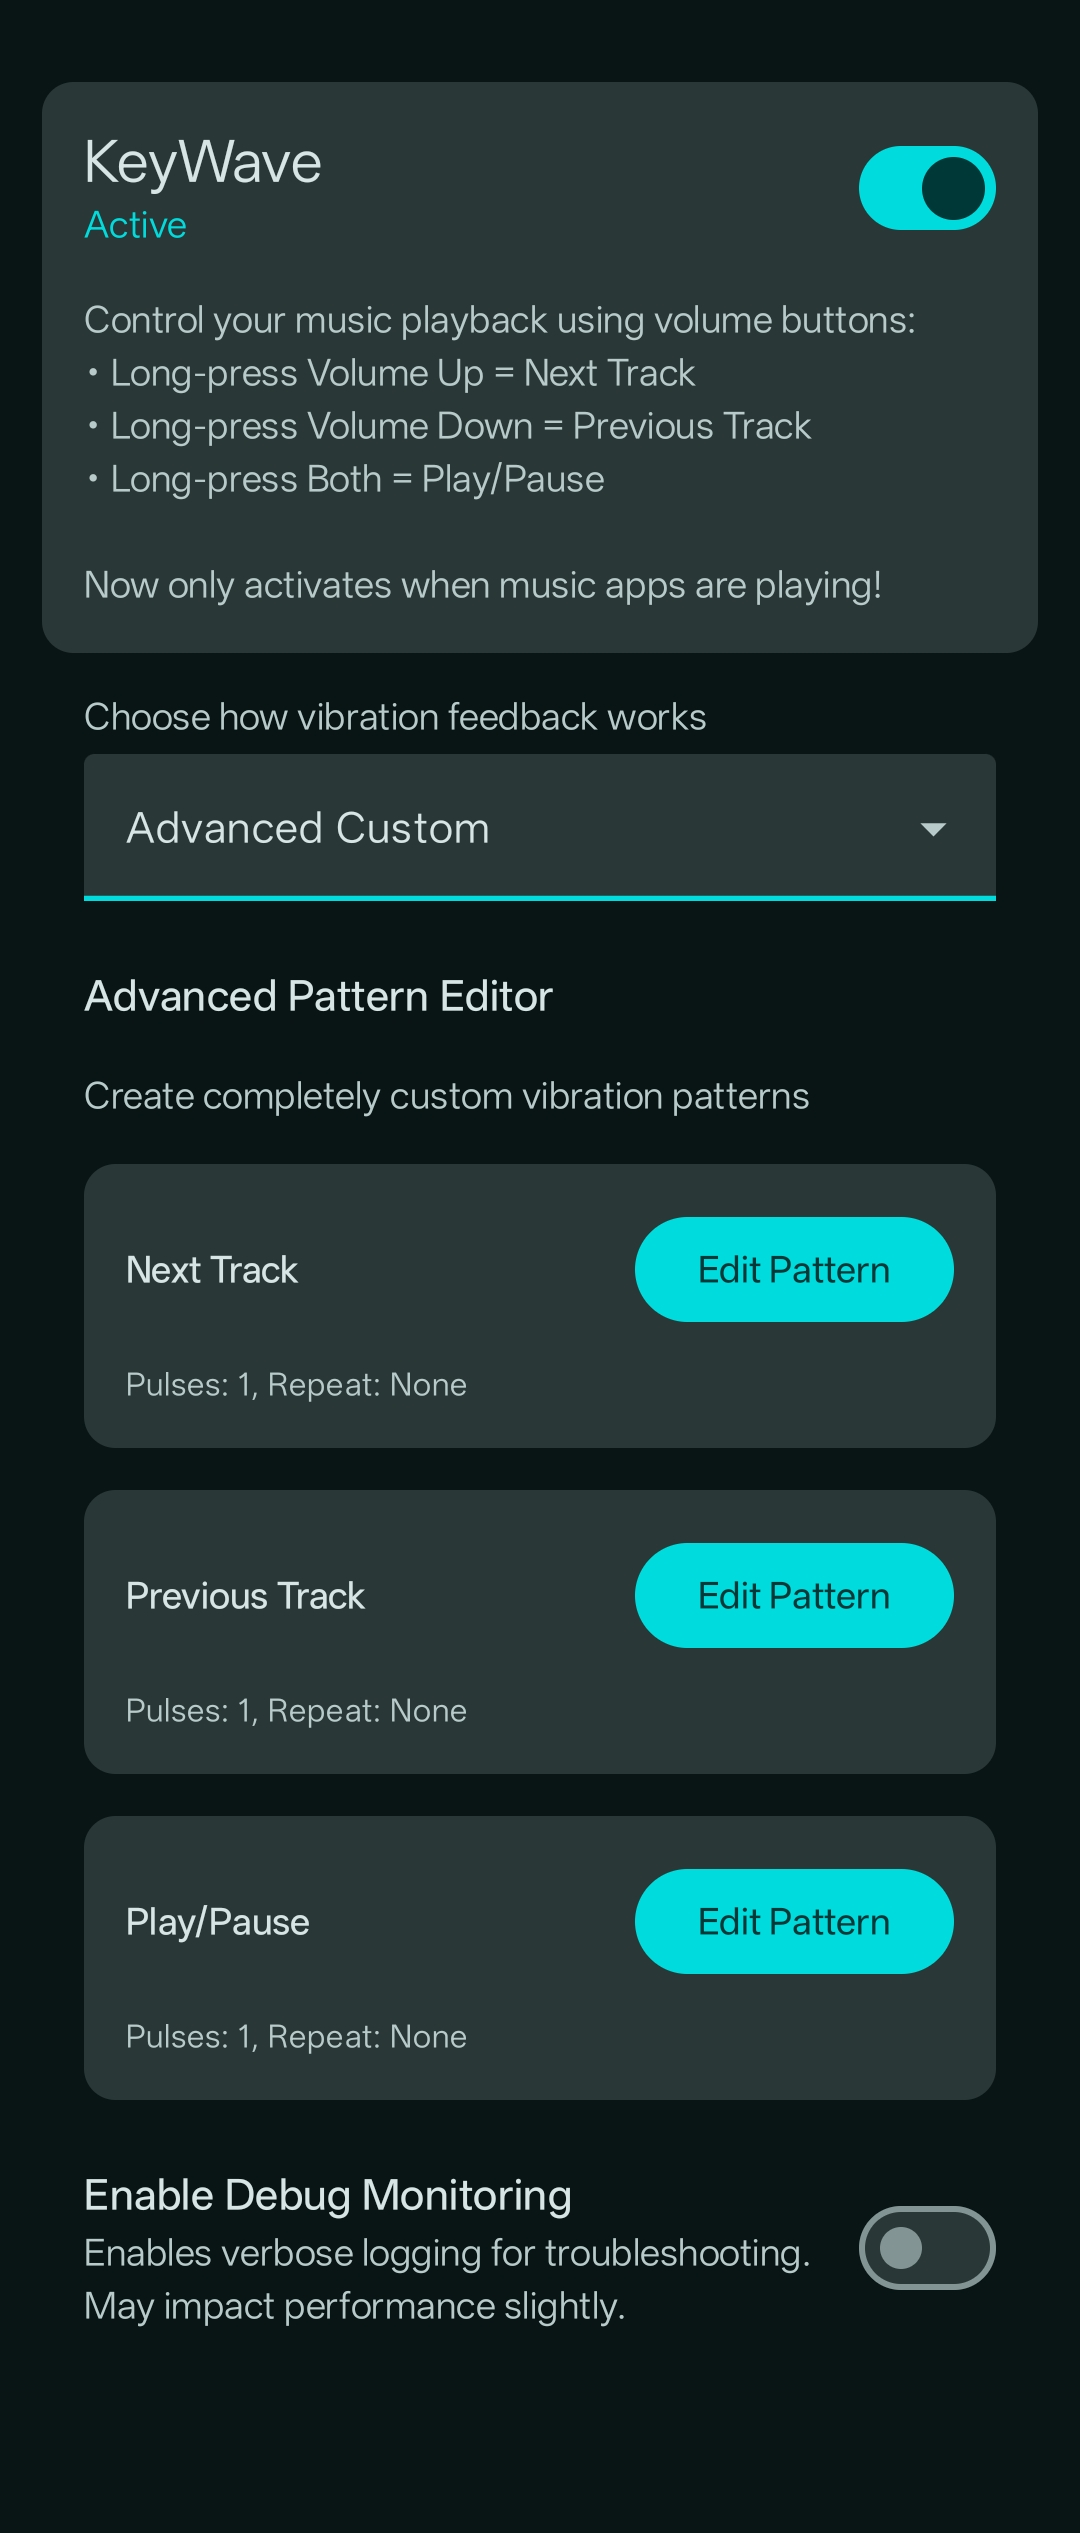 KeyWave
Active
Control your music playback using volume buttons:
• Long-press Volume Up = Next Track
• Long-press Volume Down = Previous Track
• Long-press Both = Play/Pause
Now only activates when music apps are playing!
Choose how vibration feedback works
Advanced Custom
Advanced Pattern Editor
Create completely custom vibration patterns
Next Track
Edit Pattern
Pulses: 1, Repeat: None
Previous Track
Edit Pattern
Pulses: 1, Repeat: None
Play/Pause
Edit Pattern
Pulses: 1, Repeat: None
Enable Debug Monitoring
Enables verbose logging for troubleshooting.
May impact performance slightly.